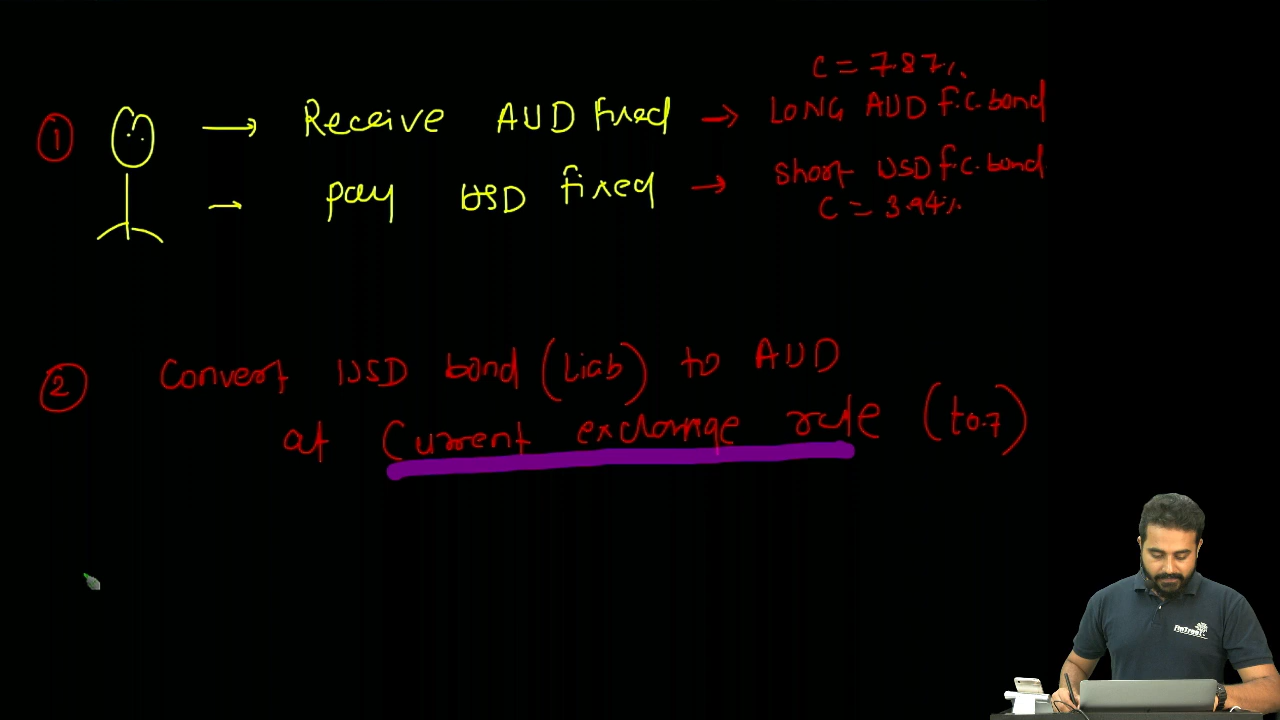 C = 7.87%
① → Receive AUD fixed → LONG AUD f.c. bond
→ pay USD fixed → short USD f.c. bond
C = 3.94%
② Convert USD bond (Liab) to AUD
at Current exchange rate (t0.7)
FinTree